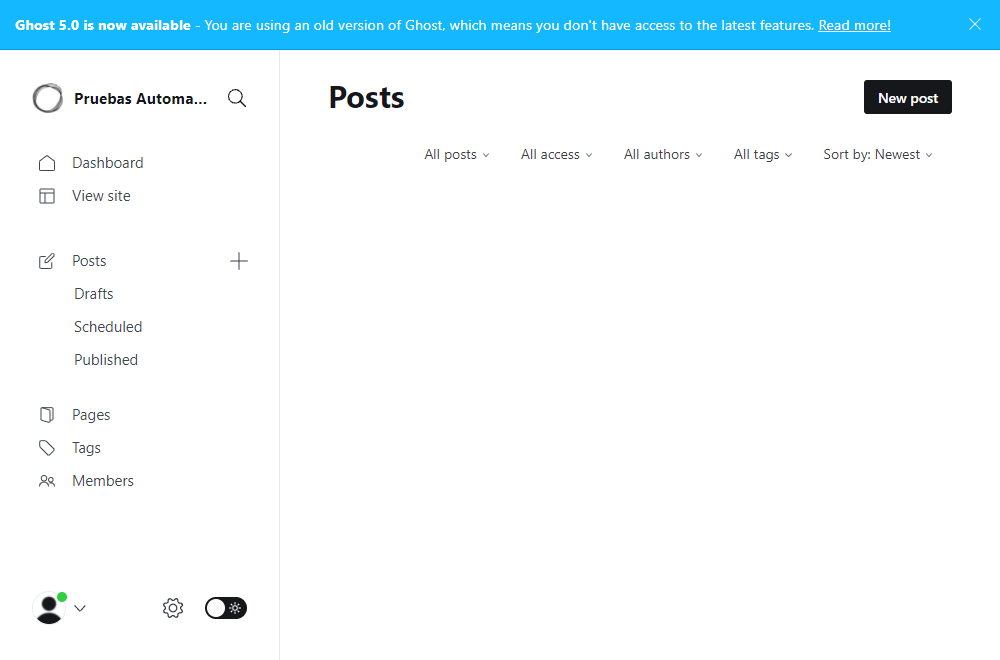 Ghost 5.0 is now available - You are using an old version of Ghost, which means you don't have access to the latest features. Read more!
Pruebas Automa...
Dashboard
View site
Posts
Drafts
Scheduled
Published
Pages
Tags
Members
Posts
New post
All posts
All access
All authors
All tags
Sort by: Newest